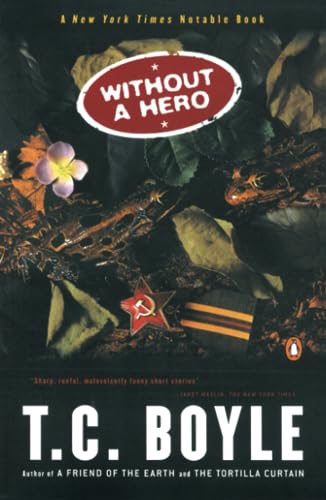 A New York Times Notable Book
WITHOUT
A HERO
"Sharp, rueful, malevolently funny short stories"
—JANET MASLIN, THE NEW YORK TIMES
T.C. BOYLE
Author of A FRIEND OF THE EARTH and THE TORTILLA CURTAIN